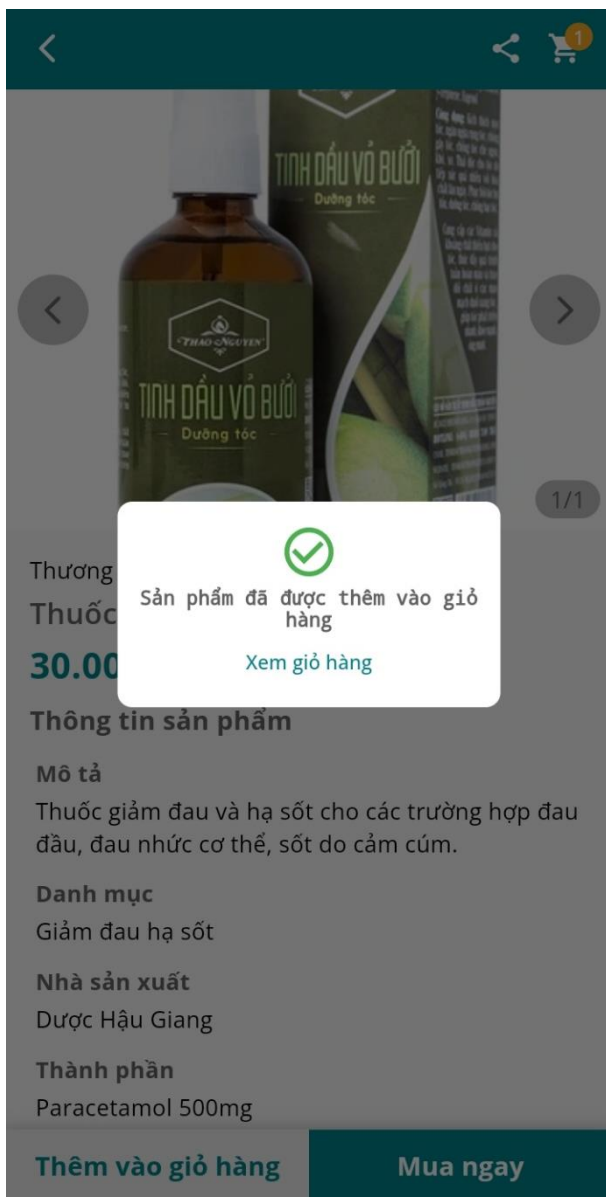 1
TINH DẦU VỎ BƯỞI
Dưỡng tóc
THAO NGUYEN
TINH DẦU VỎ BƯỞI
Dưỡng tóc
1/1
Thương
Thuốc
30.00
Sản phẩm đã được thêm vào giỏ
hàng
Xem giỏ hàng
Thông tin sản phẩm
Mô tả
Thuốc giảm đau và hạ sốt cho các trường hợp đau
đầu, đau nhức cơ thể, sốt do cảm cúm.
Danh mục
Giảm đau hạ sốt
Nhà sản xuất
Dược Hậu Giang
Thành phần
Paracetamol 500mg
Thêm vào giỏ hàng
Mua ngay